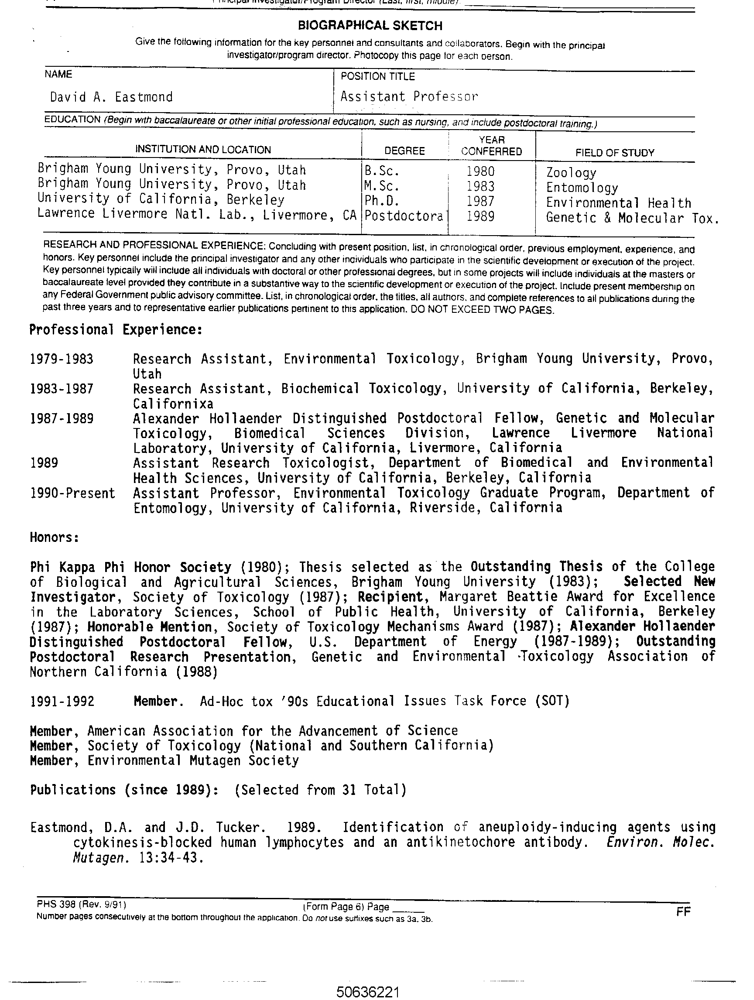 Principal Investigator/Program Director (Last, first, middle):
BIOGRAPHICAL SKETCH
Give the following information for the key personnel and consultants and collaborators. Begin with the principal
investigator/program director. Photocopy this page for each person.
NAME POSITION TITLE
David A. Eastmond Assistant Professor
EDUCATION (Begin with baccalaureate or other initial professional education, such as nursing, and include postdoctoral training.)
INSTITUTION AND LOCATION DEGREE YEAR CONFERRED FIELD OF STUDY
Brigham Young University, Provo, Utah B.Sc. 1980 Zoology
Brigham Young University, Provo, Utah M.Sc. 1983 Entomology
University of California, Berkeley Ph.D. 1987 Environmental Health
Lawrence Livermore Natl. Lab., Livermore, CA Postdoctora 1989 Genetic & Molecular Tox.
RESEARCH AND PROFESSIONAL EXPERIENCE: Concluding with present position, list, in chronological order, previous employment, experience, and
honors. Key personnel include the principal investigator and any other individuals who participate in the scientific development or execution of the project.
Key personnel typically will include all individuals with doctoral or other professional degrees, but in some projects will include individuals at the masters or
baccalaureate level provided they contribute in a substantive way to the scientific development or execution of the project. Include present membership on
any Federal Government public advisory committee. List, in chronological order, the titles, all authors, and complete references to all publications during the
past three years and to representative earlier publications pertinent to this application. DO NOT EXCEED TWO PAGES.
Professional Experience:
1979-1983 Research Assistant, Environmental Toxicology, Brigham Young University, Provo,
Utah
1983-1987 Research Assistant, Biochemical Toxicology, University of California, Berkeley,
Californixa
1987-1989 Alexander Hollaender Distinguished Postdoctoral Fellow, Genetic and Molecular
Toxicology, Biomedical Sciences Division, Lawrence Livermore National
Laboratory, University of California, Livermore, California
1989 Assistant Research Toxicologist, Department of Biomedical and Environmental
Health Sciences, University of California, Berkeley, California
1990-Present Assistant Professor, Environmental Toxicology Graduate Program, Department of
Entomology, University of California, Riverside, California
Honors:
Phi Kappa Phi Honor Society (1980); Thesis selected as the Outstanding Thesis of the College
of Biological and Agricultural Sciences, Brigham Young University (1983); Selected New
Investigator, Society of Toxicology (1987); Recipient, Margaret Beattie Award for Excellence
in the Laboratory Sciences, School of Public Health, University of California, Berkeley
(1987); Honorable Mention, Society of Toxicology Mechanisms Award (1987); Alexander Hollaender
Distinguished Postdoctoral Fellow, U.S. Department of Energy (1987-1989); Outstanding
Postdoctoral Research Presentation, Genetic and Environmental Toxicology Association of
Northern California (1988)
1991-1992 Member. Ad-Hoc tox '90s Educational Issues Task Force (SOT)
Member, American Association for the Advancement of Science
Member, Society of Toxicology (National and Southern California)
Member, Environmental Mutagen Society
Publications (since 1989): (Selected from 31 Total)
Eastmond, D.A. and J.D. Tucker. 1989. Identification of aneuploidy-inducing agents using
cytokinesis-blocked human lymphocytes and an antikinetochore antibody. Environ. Molec.
Mutagen. 13:34-43.
PHS 398 (Rev. 9/91) (Form Page 6) Page ______ FF
Number pages consecutively at the bottom throughout the application. Do not use suffixes such as 3a, 3b.
50636221